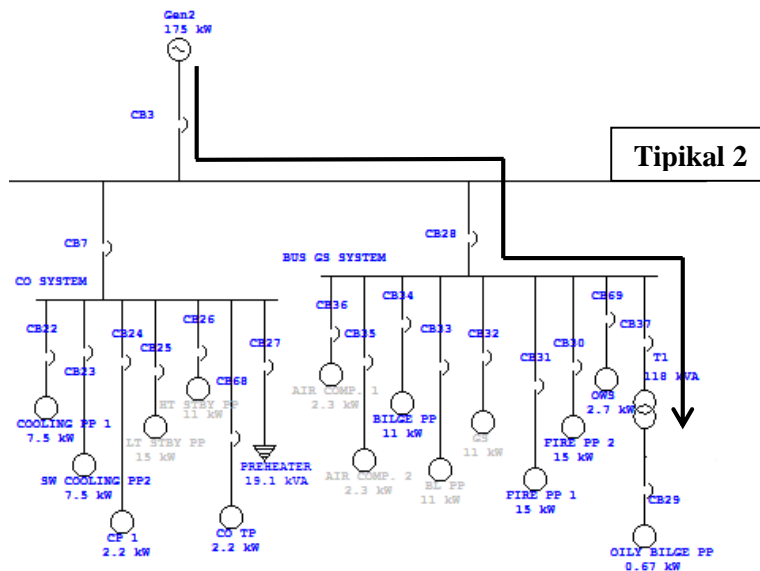 Gen2
175 kW
CB3
Tipikal 2
CB7
CB28
CO SYSTEM
BUS GS SYSTEM
CB22
CB23
CB24
CB25
CB26
CB68
CB27
CB36
CB35
CB34
CB33
CB32
CB31
CB30
CB69
CB37
T1
118 kVA
COOLING PP 1
7.5 kW
SW COOLING PP2
7.5 kW
CP 1
2.2 kW
LT STBY PP
15 kW
HT STBY PP
11 kW
CO TP
2.2 kW
PREHEATER
19.1 kVA
AIR COMP. 1
2.3 kW
AIR COMP. 2
2.3 kW
BILGE PP
11 kW
BL PP
11 kW
GS
11 kW
FIRE PP 1
15 kW
FIRE PP 2
15 kW
OWS
2.7 kW
CB29
OILY BILGE PP
0.67 kW